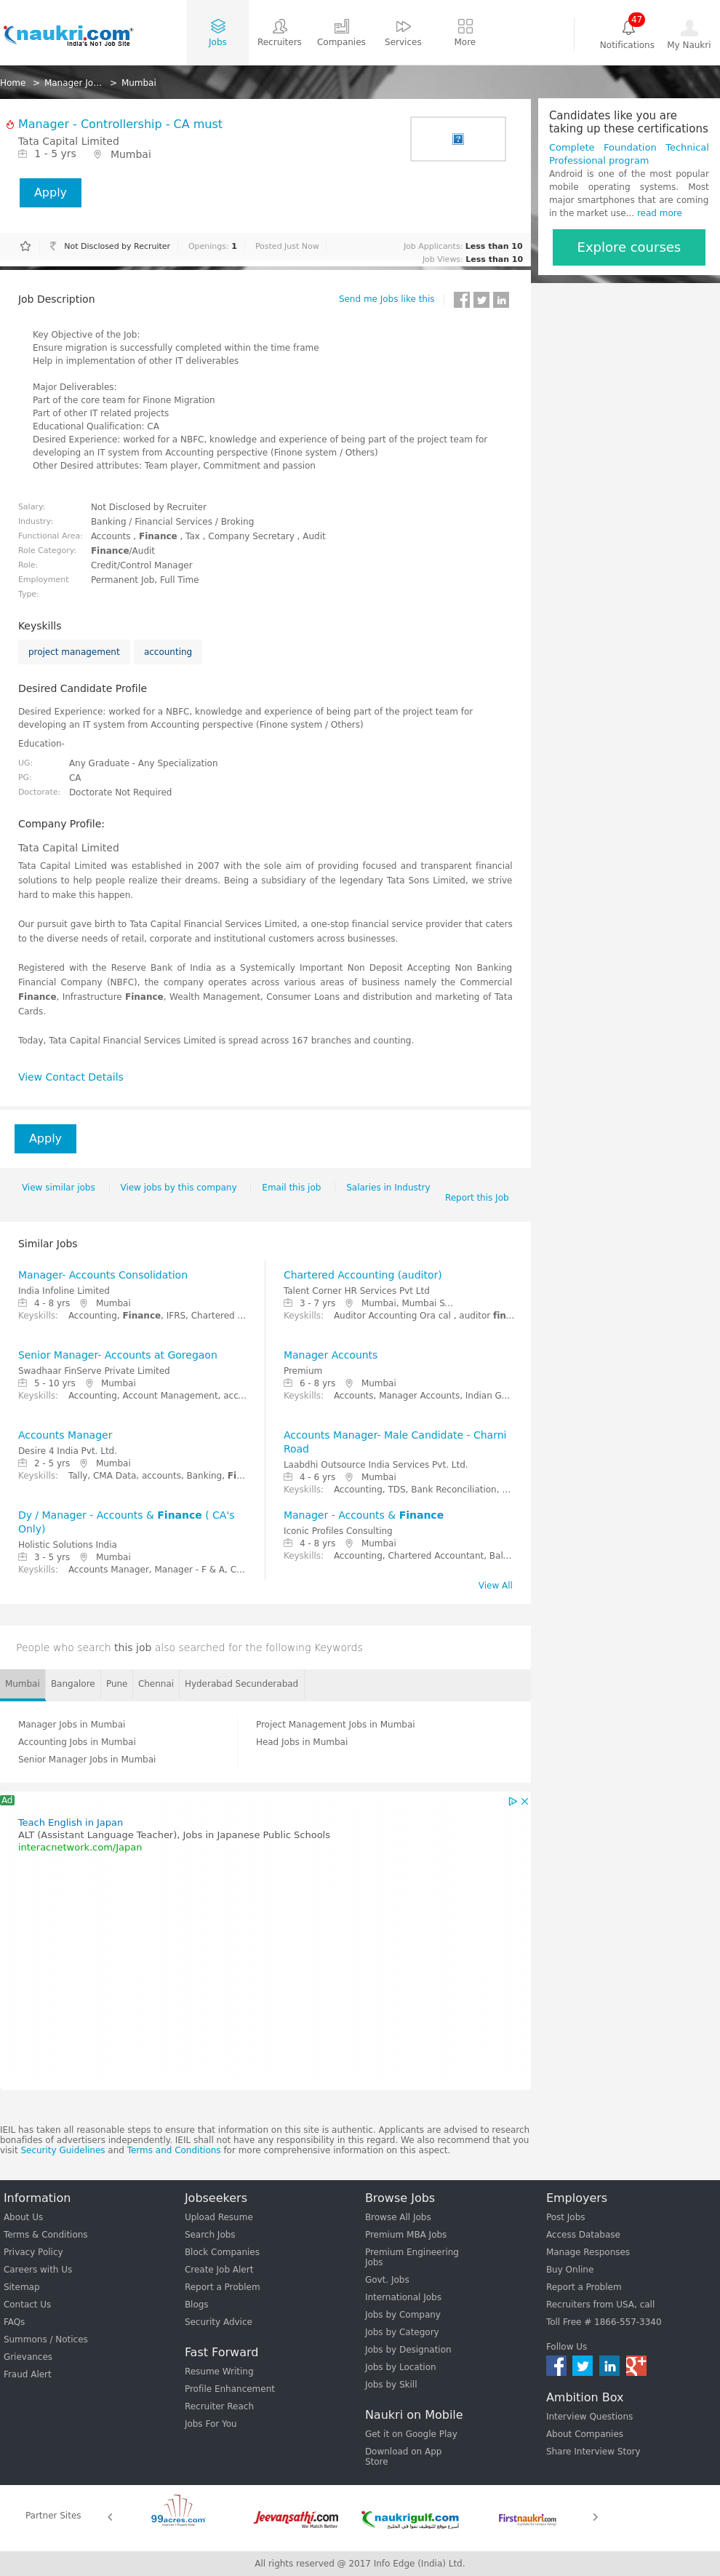 naukri.com
India's No.1 Job Site
Jobs
Recruiters
Companies
Services
More
47
Notifications
My Naukri
Home > Manager Jo... > Mumbai
Manager - Controllership - CA must
Tata Capital Limited
1 - 5 yrs Mumbai
Apply
Not Disclosed by Recruiter
Openings: 1
Posted Just Now
Job Applicants: Less than 10
Job Views: Less than 10
Candidates like you are
taking up these certifications
Complete Foundation Technical
Professional program
Android is one of the most popular
mobile operating systems. Most
major smartphones that are coming
in the market use... read more
Explore courses
Job Description
Send me Jobs like this
Key Objective of the Job:
Ensure migration is successfully completed within the time frame
Help in implementation of other IT deliverables
Major Deliverables:
Part of the core team for Finone Migration
Part of other IT related projects
Educational Qualification: CA
Desired Experience: worked for a NBFC, knowledge and experience of being part of the project team for
developing an IT system from Accounting perspective (Finone system / Others)
Other Desired attributes: Team player, Commitment and passion
Salary: Not Disclosed by Recruiter
Industry: Banking / Financial Services / Broking
Functional Area: Accounts , Finance , Tax , Company Secretary , Audit
Role Category: Finance/Audit
Role: Credit/Control Manager
Employment Permanent Job, Full Time
Type:
Keyskills
project management accounting
Desired Candidate Profile
Desired Experience: worked for a NBFC, knowledge and experience of being part of the project team for
developing an IT system from Accounting perspective (Finone system / Others)
Education-
UG: Any Graduate - Any Specialization
PG: CA
Doctorate: Doctorate Not Required
Company Profile:
Tata Capital Limited
Tata Capital Limited was established in 2007 with the sole aim of providing focused and transparent financial
solutions to help people realize their dreams. Being a subsidiary of the legendary Tata Sons Limited, we strive
hard to make this happen.
Our pursuit gave birth to Tata Capital Financial Services Limited, a one-stop financial service provider that caters
to the diverse needs of retail, corporate and institutional customers across businesses.
Registered with the Reserve Bank of India as a Systemically Important Non Deposit Accepting Non Banking
Financial Company (NBFC), the company operates across various areas of business namely the Commercial
Finance, Infrastructure Finance, Wealth Management, Consumer Loans and distribution and marketing of Tata
Cards.
Today, Tata Capital Financial Services Limited is spread across 167 branches and counting.
View Contact Details
Apply
View similar jobs
View jobs by this company
Email this job
Salaries in Industry
Report this Job
Similar Jobs
Manager- Accounts Consolidation
India Infoline Limited
4 - 8 yrs Mumbai
Keyskills: Accounting, Finance, IFRS, Chartered ...
Chartered Accounting (auditor)
Talent Corner HR Services Pvt Ltd
3 - 7 yrs Mumbai, Mumbai S...
Keyskills: Auditor Accounting Ora cal , auditor fin...
Senior Manager- Accounts at Goregaon
Swadhaar FinServe Private Limited
5 - 10 yrs Mumbai
Keyskills: Accounting, Account Management, acc...
Manager Accounts
Premium
6 - 8 yrs Mumbai
Keyskills: Accounts, Manager Accounts, Indian G...
Accounts Manager
Desire 4 India Pvt. Ltd.
2 - 5 yrs Mumbai
Keyskills: Tally, CMA Data, accounts, Banking, Fi...
Accounts Manager- Male Candidate - Charni
Road
Laabdhi Outsource India Services Pvt. Ltd.
4 - 6 yrs Mumbai
Keyskills: Accounting, TDS, Bank Reconciliation, ...
Dy / Manager - Accounts & Finance ( CA's
Only)
Holistic Solutions India
3 - 5 yrs Mumbai
Keyskills: Accounts Manager, Manager - F & A, C...
Manager - Accounts & Finance
Iconic Profiles Consulting
4 - 8 yrs Mumbai
Keyskills: Accounting, Chartered Accountant, Bal...
View All
People who search this job also searched for the following Keywords
Mumbai Bangalore Pune Chennai Hyderabad Secunderabad
Manager Jobs in Mumbai
Accounting Jobs in Mumbai
Senior Manager Jobs in Mumbai
Project Management Jobs in Mumbai
Head Jobs in Mumbai
Ad
Teach English in Japan
ALT (Assistant Language Teacher), Jobs in Japanese Public Schools
interacnetwork.com/Japan
IEIL has taken all reasonable steps to ensure that information on this site is authentic. Applicants are advised to research
bonafides of advertisers independently. IEIL shall not have any responsibility in this regard. We also recommend that you
visit Security Guidelines and Terms and Conditions for more comprehensive information on this aspect.
Information
About Us
Terms & Conditions
Privacy Policy
Careers with Us
Sitemap
Contact Us
FAQs
Summons / Notices
Grievances
Fraud Alert
Jobseekers
Upload Resume
Search Jobs
Block Companies
Create Job Alert
Report a Problem
Blogs
Security Advice
Fast Forward
Resume Writing
Profile Enhancement
Recruiter Reach
Jobs For You
Browse Jobs
Browse All Jobs
Premium MBA Jobs
Premium Engineering
Jobs
Govt. Jobs
International Jobs
Jobs by Company
Jobs by Category
Jobs by Designation
Jobs by Location
Jobs by Skill
Naukri on Mobile
Get it on Google Play
Download on App
Store
Employers
Post Jobs
Access Database
Manage Responses
Buy Online
Report a Problem
Recruiters from USA, call
Toll Free # 1866-557-3340
Follow Us
Ambition Box
Interview Questions
About Companies
Share Interview Story
Partner Sites
99acres.com
Jeevansathi.com
We Match Better
naukrigulf.com
أسرع موقع للتوظيف نموا في الخليج
Firstnaukri.com
All rights reserved @ 2017 Info Edge (India) Ltd.